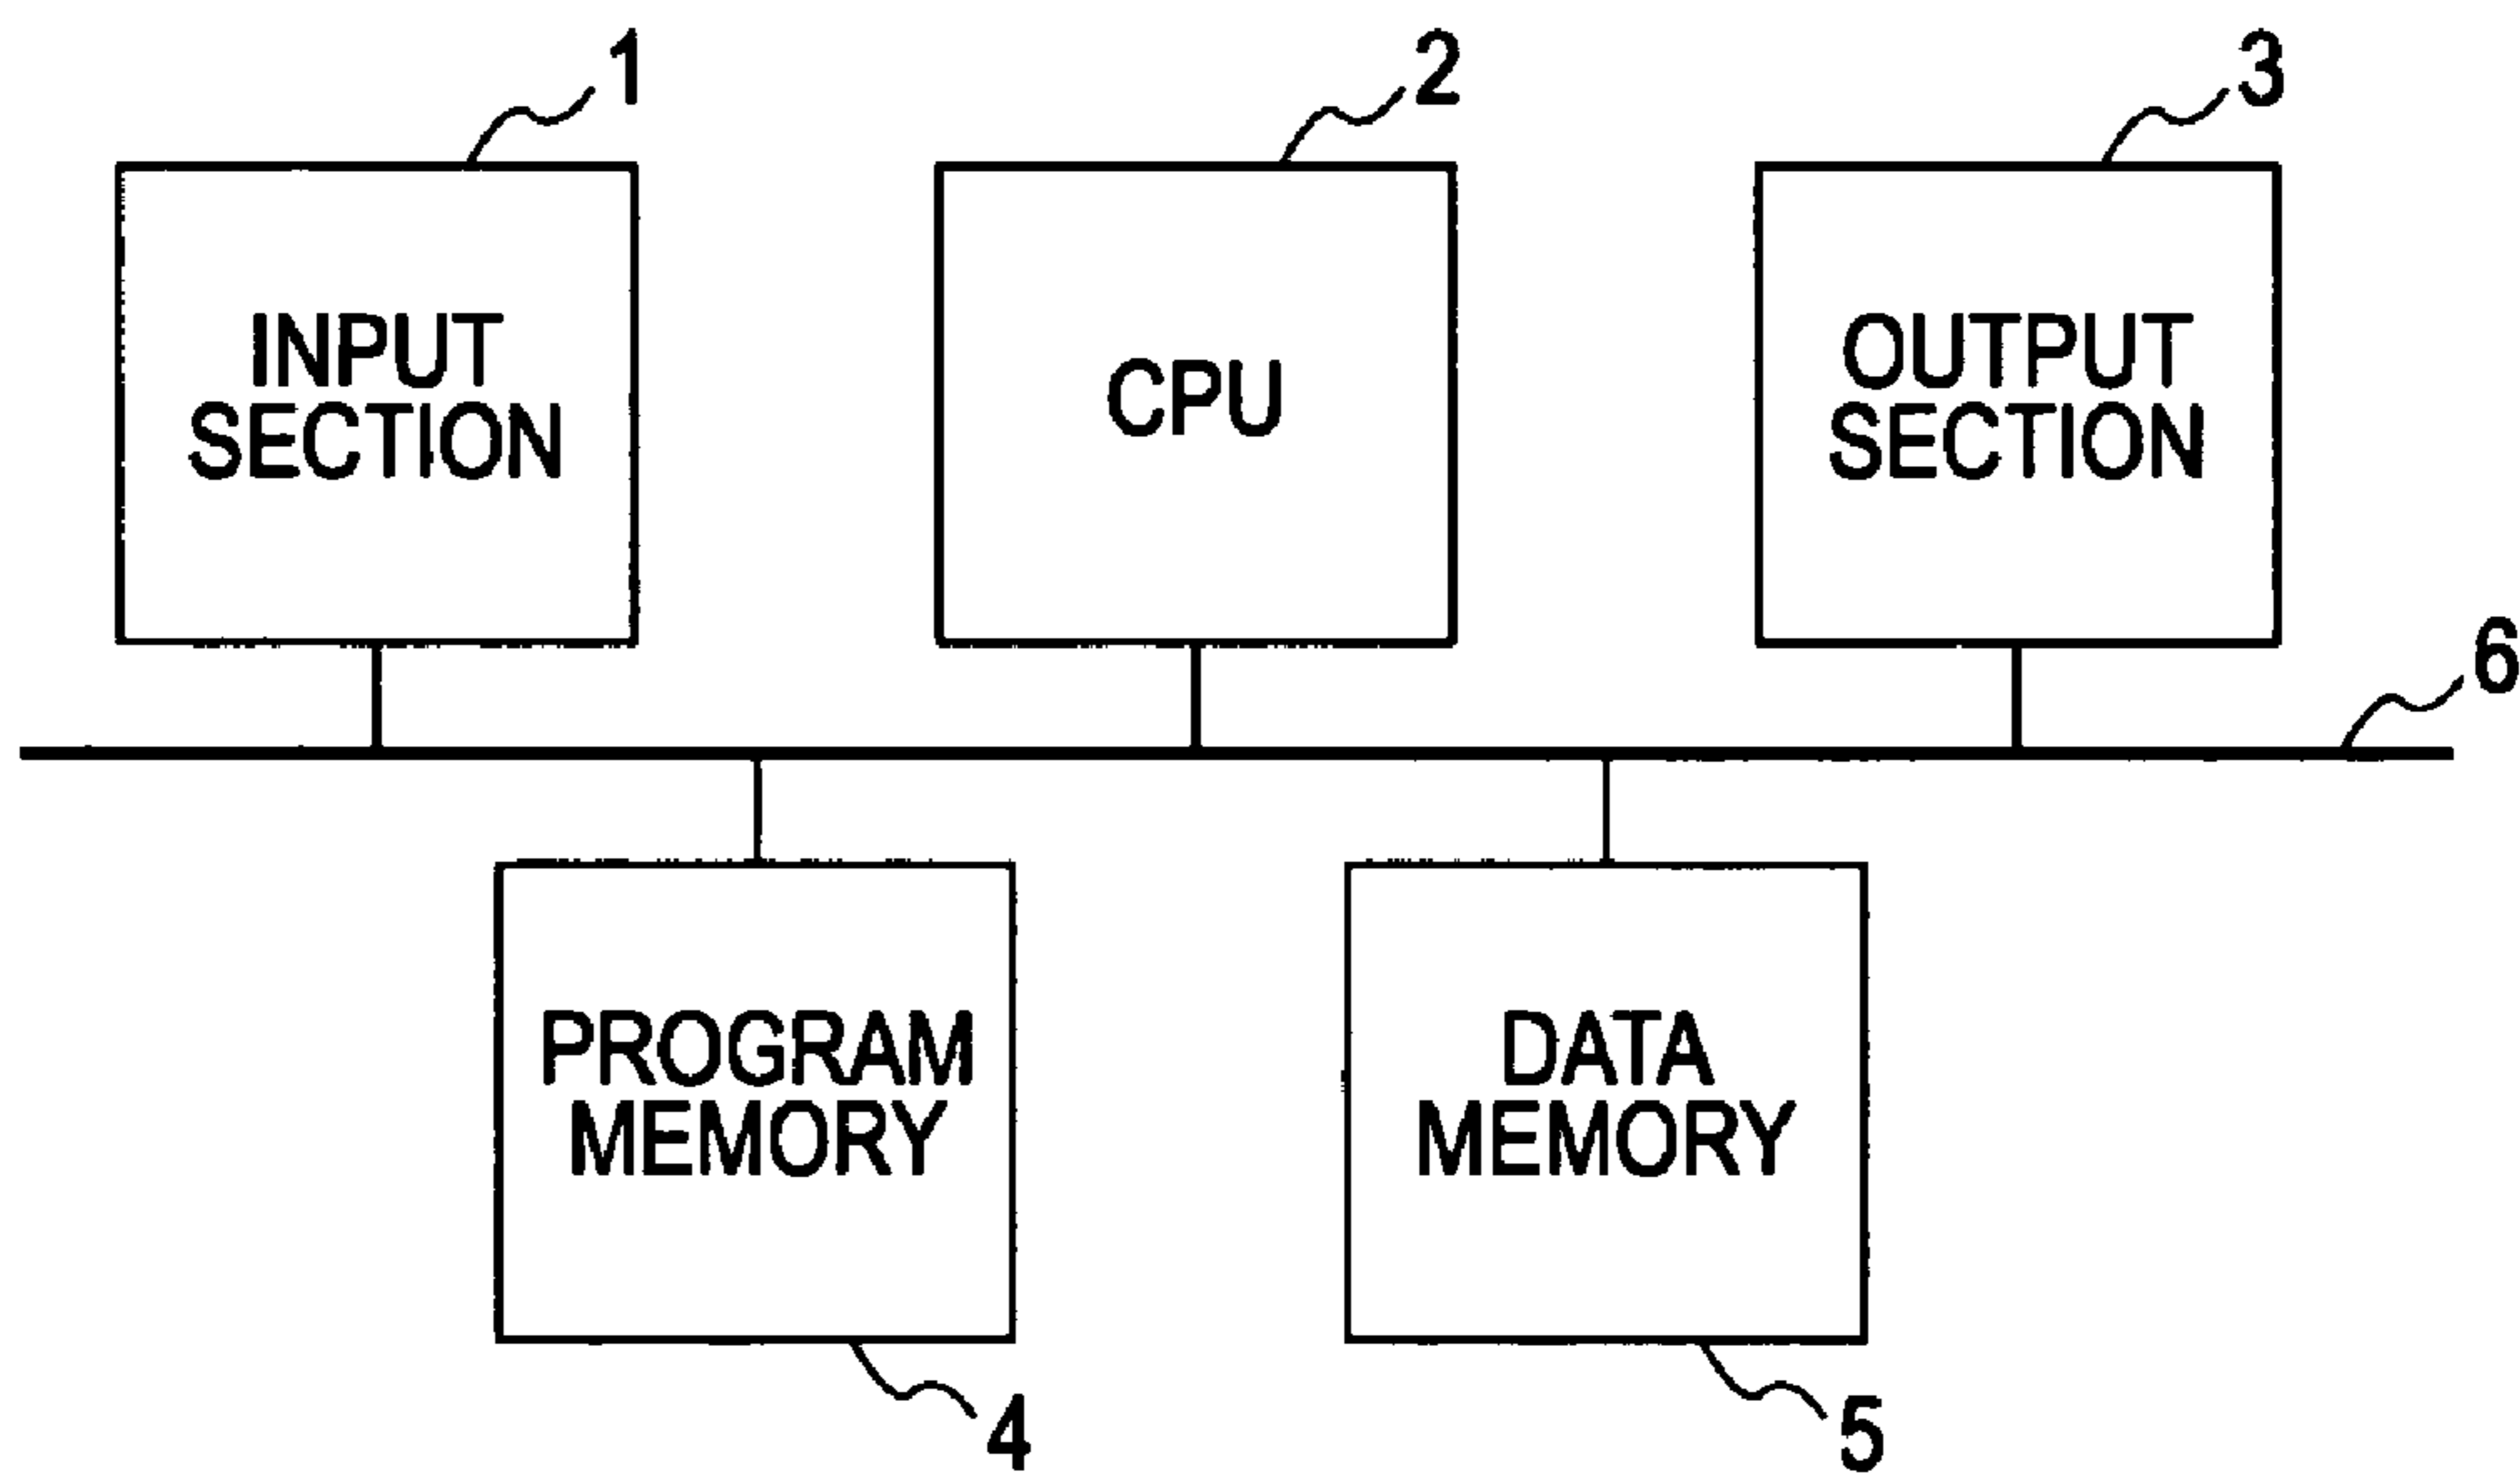 1
2
3
INPUT
SECTION
CPU
OUTPUT
SECTION
6
PROGRAM
MEMORY
DATA
MEMORY
4
5